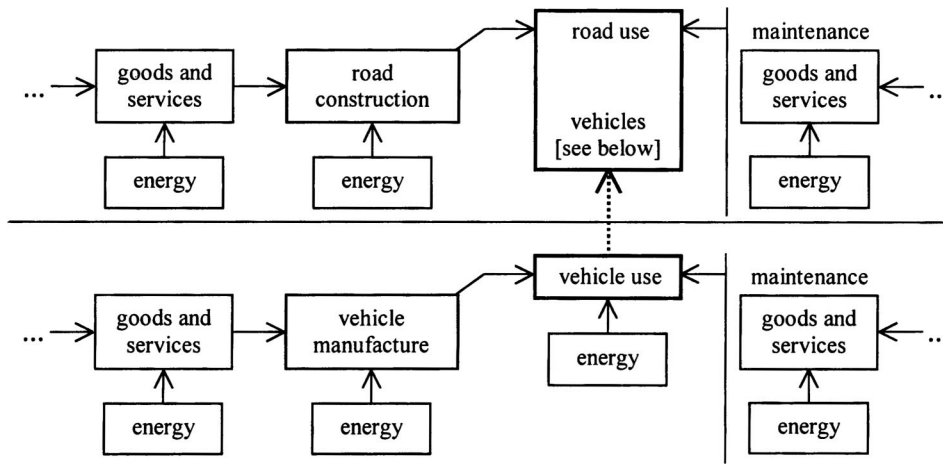 road use
maintenance
goods and
services
road
construction
goods and
services
...
...
vehicles
[see below]
energy
energy
energy
vehicle use
maintenance
goods and
services
vehicle
manufacture
goods and
services
...
...
energy
energy
energy
energy